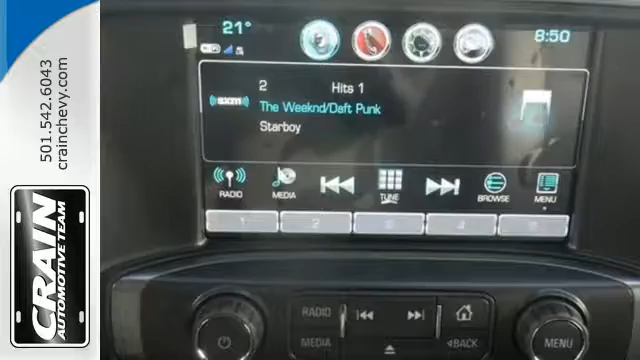 501.542.6043
crainchevy.com
CRAIN
AUTOMOTIVE TEAM
21°
8:50
2 Hits 1
((sxm)) The Weeknd/Daft Punk
Starboy
RADIO MEDIA TUNE BROWSE MENU
1 2 3 4 5
RADIO
MEDIA BACK MENU